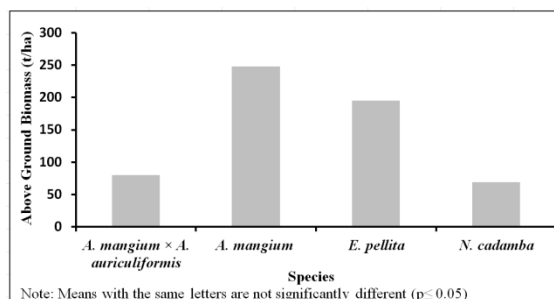 Above Ground Biomass (t/ha)
300
250
200
150
100
50
0
A. mangium × A.
auriculiformis
A. mangium
E. pellita
N. cadamba
Species
Note: Means with the same letters are not significantly different (p≤0.05)